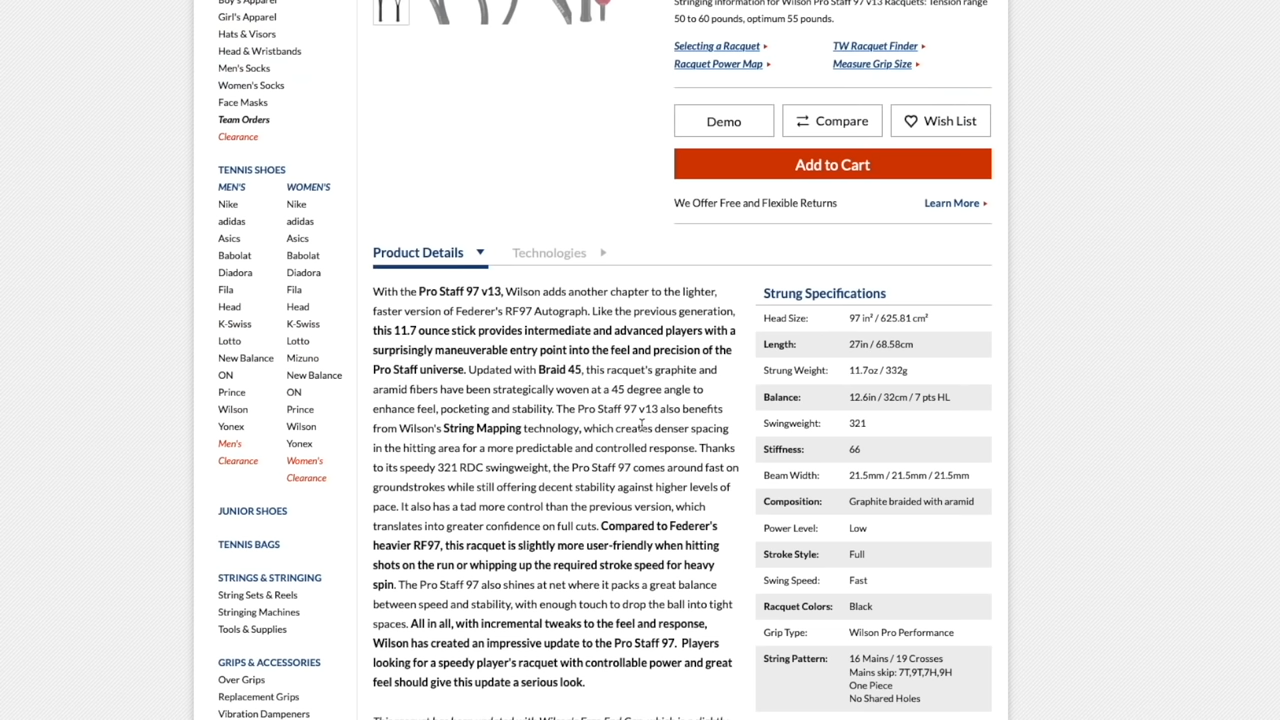 Girl's Apparel
Hats & Visors
Head & Wristbands
Men's Socks
Women's Socks
Face Masks
Team Orders
Clearance
TENNIS SHOES
MEN'S WOMEN'S
Nike Nike
adidas adidas
Asics Asics
Babolat Babolat
Diadora Diadora
Fila Fila
Head Head
K-Swiss K-Swiss
Lotto Lotto
New Balance Mizuno
ON New Balance
Prince ON
Wilson Prince
Yonex Wilson
Men's Yonex
Clearance Women's
Clearance
JUNIOR SHOES
TENNIS BAGS
STRINGS & STRINGING
String Sets & Reels
Stringing Machines
Tools & Supplies
GRIPS & ACCESSORIES
Over Grips
Replacement Grips
Vibration Dampeners
Stringing information for Wilson Pro Staff 97 v13 Racquets: Tension range
50 to 60 pounds, optimum 55 pounds.
Selecting a Racquet TW Racquet Finder
Racquet Power Map Measure Grip Size
Demo Compare Wish List
Add to Cart
We Offer Free and Flexible Returns Learn More
Product Details Technologies
With the Pro Staff 97 v13, Wilson adds another chapter to the lighter,
faster version of Federer's RF97 Autograph. Like the previous generation,
this 11.7 ounce stick provides intermediate and advanced players with a
surprisingly maneuverable entry point into the feel and precision of the
Pro Staff universe. Updated with Braid 45, this racquet's graphite and
aramid fibers have been strategically woven at a 45 degree angle to
enhance feel, pocketing and stability. The Pro Staff 97 v13 also benefits
from Wilson's String Mapping technology, which creates denser spacing
in the hitting area for a more predictable and controlled response. Thanks
to its speedy 321 RDC swingweight, the Pro Staff 97 comes around fast on
groundstrokes while still offering decent stability against higher levels of
pace. It also has a tad more control than the previous version, which
translates into greater confidence on full cuts. Compared to Federer's
heavier RF97, this racquet is slightly more user-friendly when hitting
shots on the run or whipping up the required stroke speed for heavy
spin. The Pro Staff 97 also shines at net where it packs a great balance
between speed and stability, with enough touch to drop the ball into tight
spaces. All in all, with incremental tweaks to the feel and response,
Wilson has created an impressive update to the Pro Staff 97. Players
looking for a speedy player's racquet with controllable power and great
feel should give this update a serious look.
Strung Specifications
Head Size: 97 in² / 625.81 cm²
Length: 27in / 68.58cm
Strung Weight: 11.7oz / 332g
Balance: 12.6in / 32cm / 7 pts HL
Swingweight: 321
Stiffness: 66
Beam Width: 21.5mm / 21.5mm / 21.5mm
Composition: Graphite braided with aramid
Power Level: Low
Stroke Style: Full
Swing Speed: Fast
Racquet Colors: Black
Grip Type: Wilson Pro Performance
String Pattern: 16 Mains / 19 Crosses
Mains skip: 7T,9T,7H,9H
One Piece
No Shared Holes